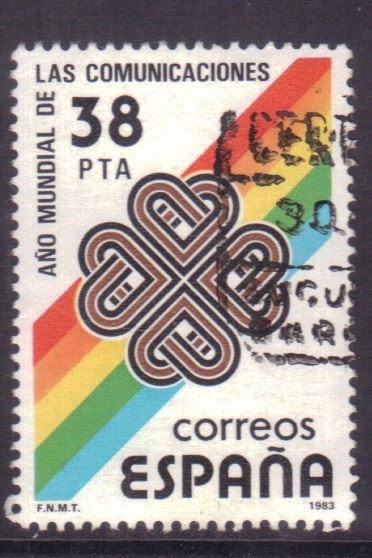 AÑO MUNDIAL DE
LAS COMUNICACIONES
38
PTA
correos
ESPAÑA
F.N.M.T.
1983